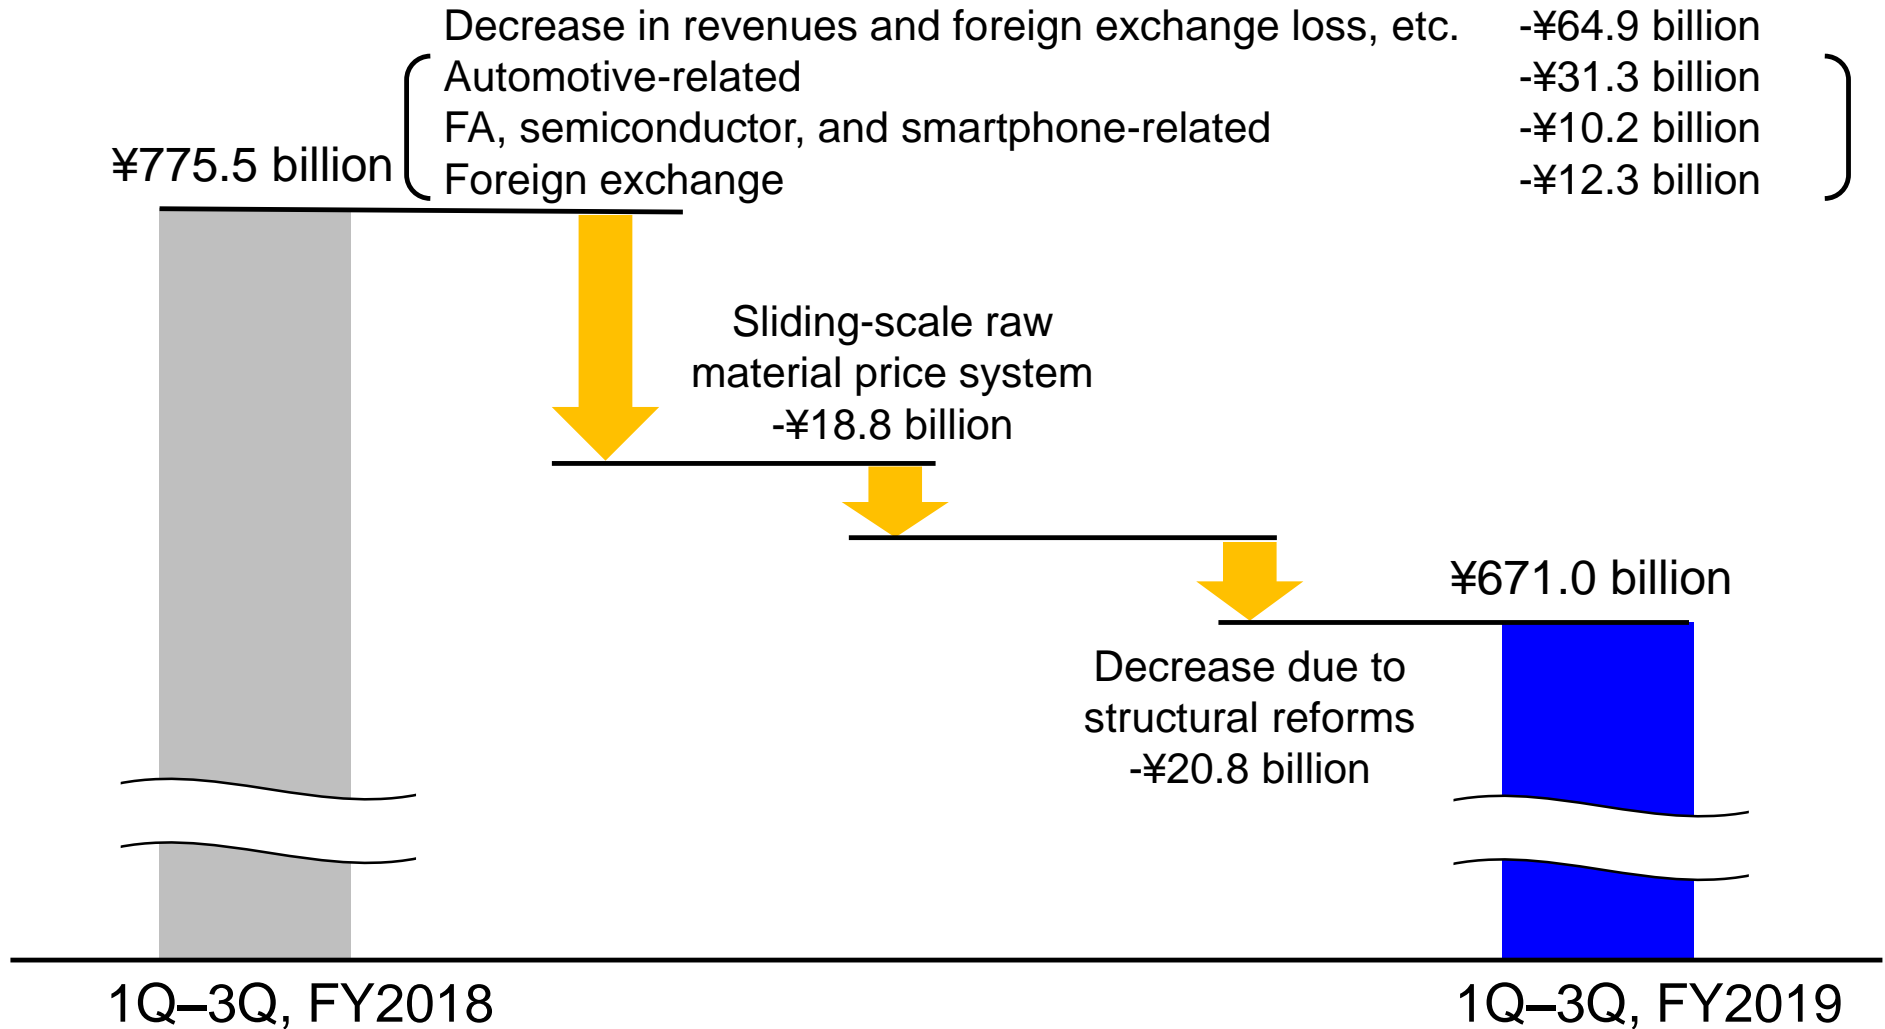 Decrease in revenues and foreign exchange loss, etc. -¥64.9 billion
Automotive-related -¥31.3 billion
FA, semiconductor, and smartphone-related -¥10.2 billion
Foreign exchange -¥12.3 billion
¥775.5 billion
Sliding-scale raw
material price system
-¥18.8 billion
¥671.0 billion
Decrease due to
structural reforms
-¥20.8 billion
1Q–3Q, FY2018
1Q–3Q, FY2019